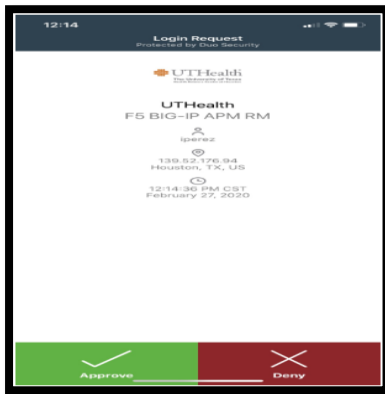 12:14
Login Request
Protected by Duo Security
UTHealth
The University of Texas
UTHealth
F5 BIG-IP APM RM
iperez
139.52.176.94
Houston, TX, US
12:14:36 PM CST
February 27, 2020
Approve
Deny